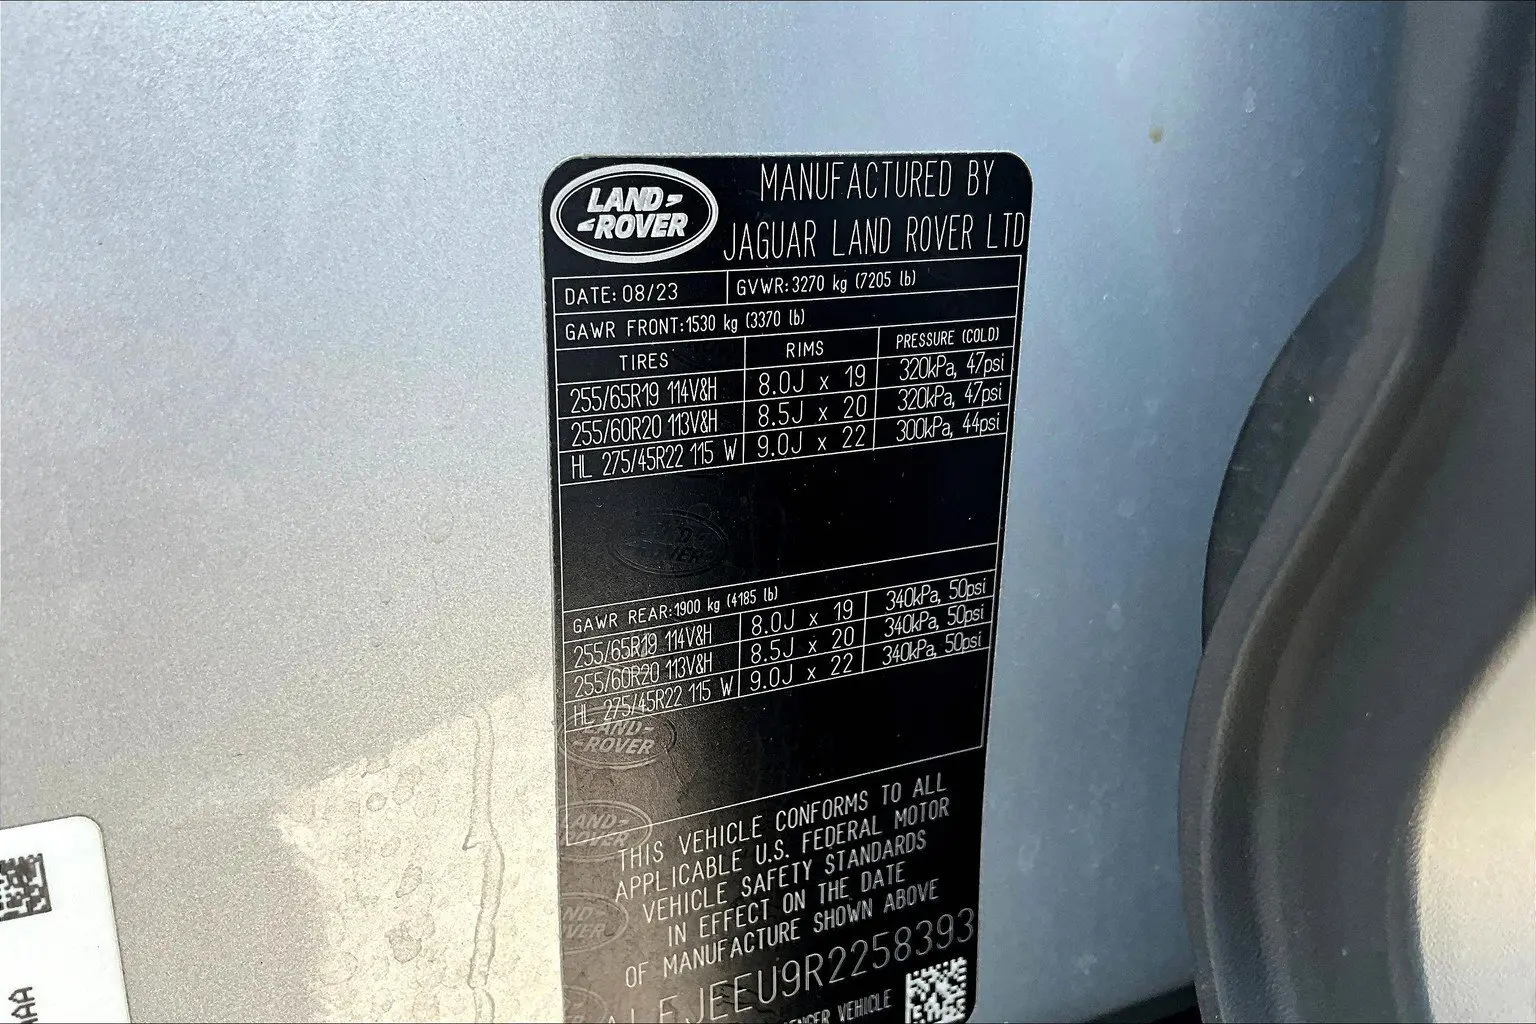 LAND-
-ROVER
MANUFACTURED BY
JAGUAR LAND ROVER LTD
DATE: 08/23 GVWR: 3270 kg (7205 lb)
GAWR FRONT: 1530 kg (3370 lb)
TIRES RIMS PRESSURE (COLD)
255/65R19 114V&H 8.0J x 19 320kPa, 47psi
255/60R20 113V&H 8.5J x 20 320kPa, 47psi
HL 275/45R22 115 W 9.0J x 22 300kPa, 44psi
GAWR REAR: 1900 kg (4185 lb)
255/65R19 114V&H 8.0J x 19 340kPa, 50psi
255/60R20 113V&H 8.5J x 20 340kPa, 50psi
HL 275/45R22 115 W 9.0J x 22 340kPa, 50psi
LAND-
-ROVER
THIS VEHICLE CONFORMS TO ALL
APPLICABLE U.S. FEDERAL MOTOR
VEHICLE SAFETY STANDARDS
IN EFFECT ON THE DATE
OF MANUFACTURE SHOWN ABOVE
EJEEU9R2258393
VEHICLE